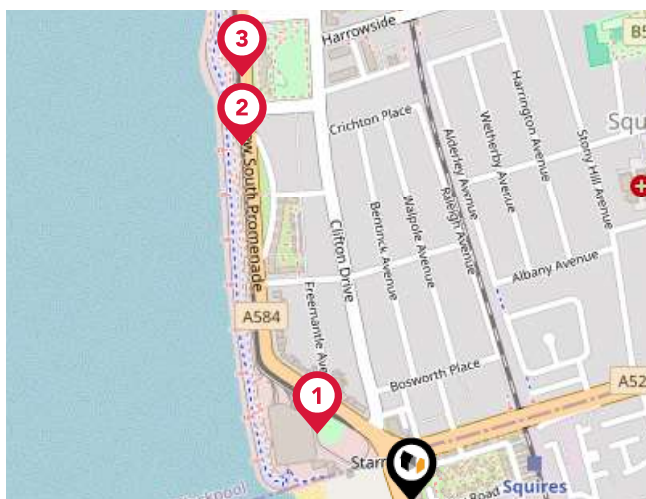 3
Harrowside
B5
2
Crichton Place
Harrington Avenue
Wetherby Avenue
Alderley Avenue
Stony Hill Avenue
Squ
South Promenade
Clifton Drive
Bentinck Avenue
Walpole Avenue
Raleigh Avenue
Albany Avenue
Freemantle Ave
A584
Bosworth Place
A52
1
Starr
Squires
Road